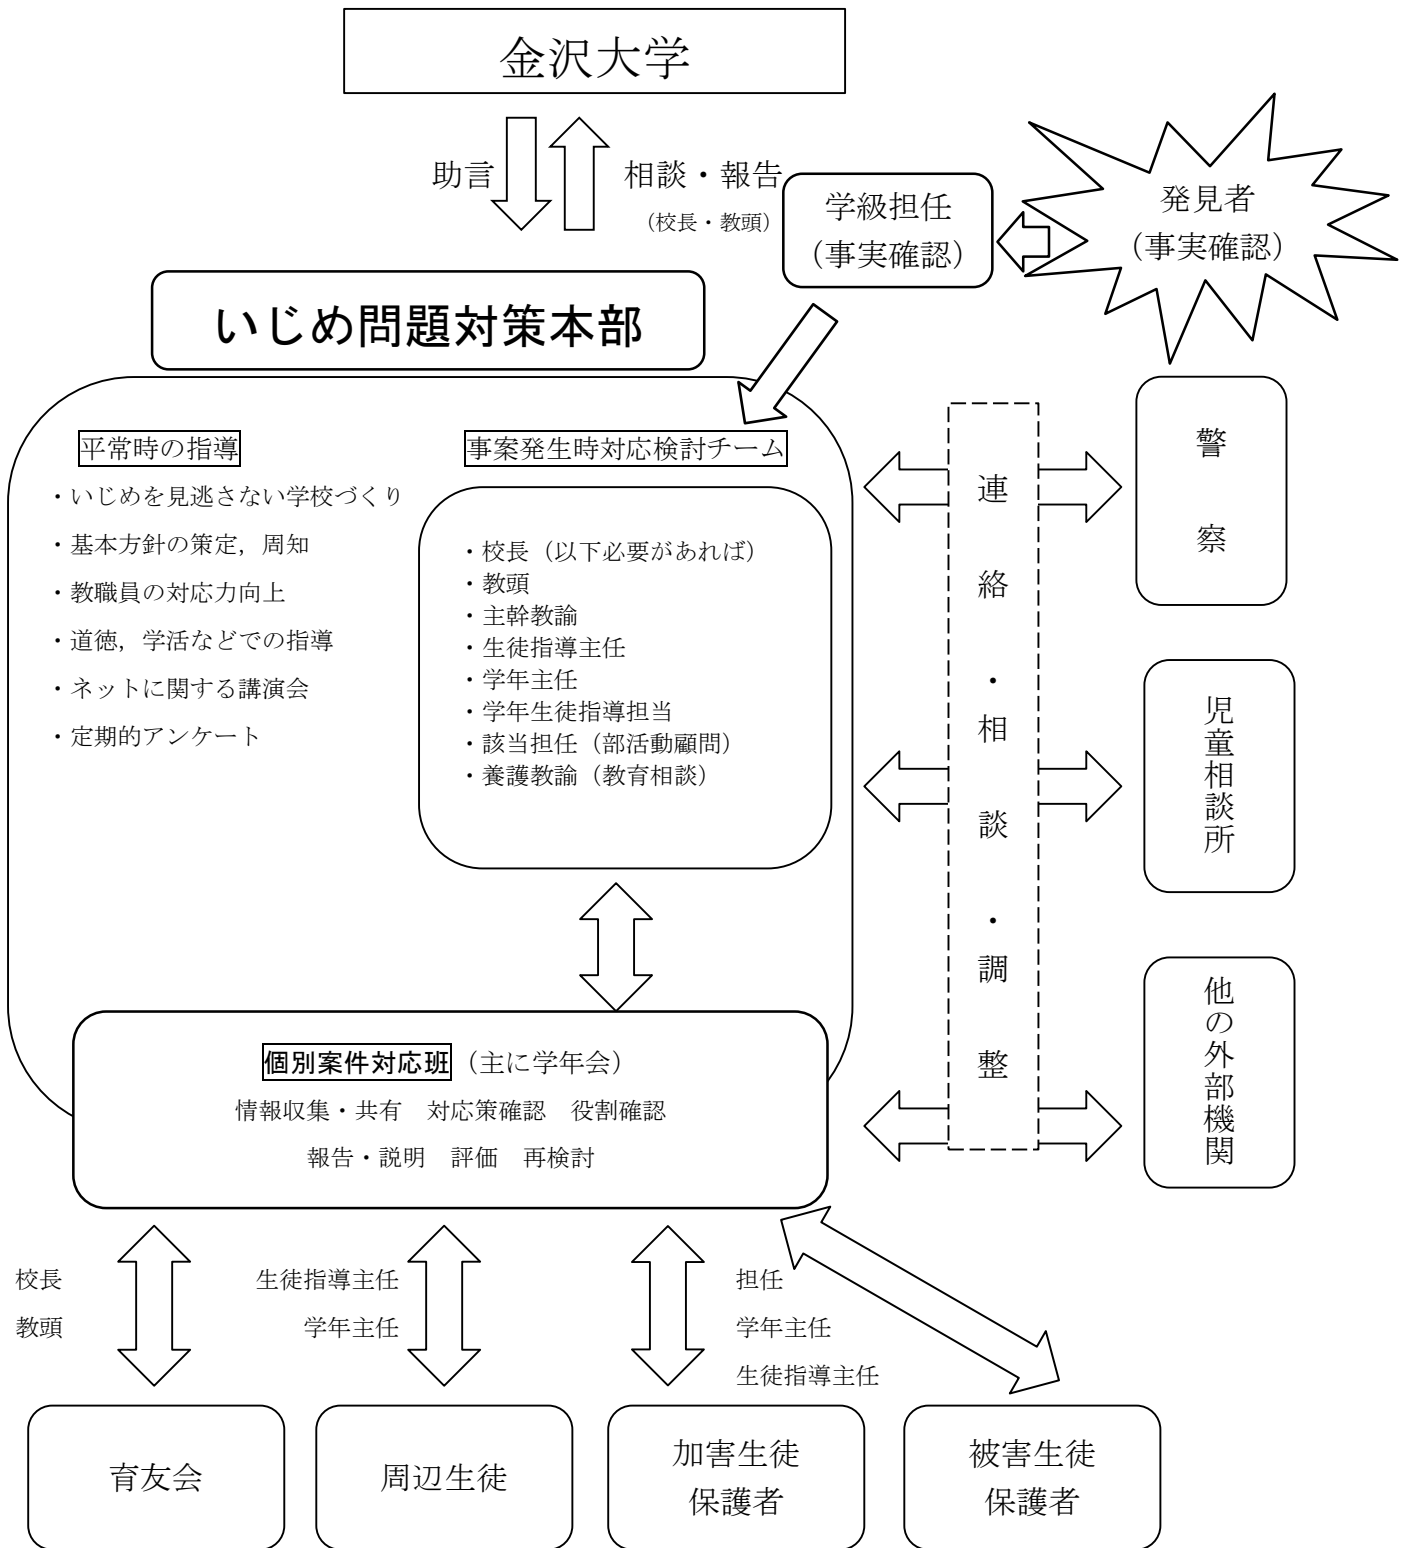 金沢大学
助言
相談・報告
（校長・教頭）
学級担任
（事実確認）
発見者
（事実確認）
いじめ問題対策本部
平常時の指導
・いじめを見逃さない学校づくり
・基本方針の策定，周知
・教職員の対応力向上
・道徳，学活などでの指導
・ネットに関する講演会
・定期的アンケート
事案発生時対応検討チーム
・校長（以下必要があれば）
・教頭
・主幹教諭
・生徒指導主任
・学年主任
・学年生徒指導担当
・該当担任（部活動顧問）
・養護教諭（教育相談）
連絡・相談・調整
警察
児童相談所
他の外部機関
個別案件対応班（主に学年会）
情報収集・共有　対応策確認　役割確認
報告・説明　評価　再検討
校長
教頭
生徒指導主任
学年主任
担任
学年主任
生徒指導主任
育友会
周辺生徒
加害生徒
保護者
被害生徒
保護者